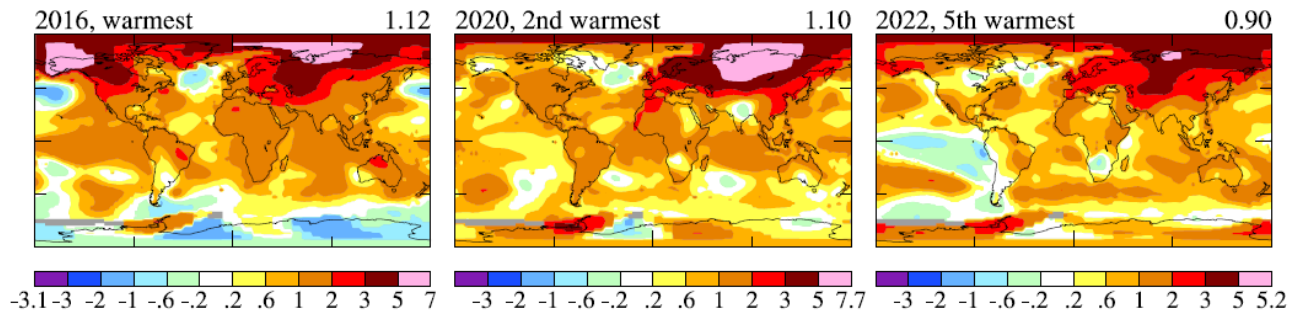 2016, warmest 1.12
2020, 2nd warmest 1.10
2022, 5th warmest 0.90
-3.1 -3 -2 -1 -.6 -.2 .2 .6 1 2 3 5 7
-3 -2 -1 -.6 -.2 .2 .6 1 2 3 5 7.7
-3 -2 -1 -.6 -.2 .2 .6 1 2 3 5 5.2